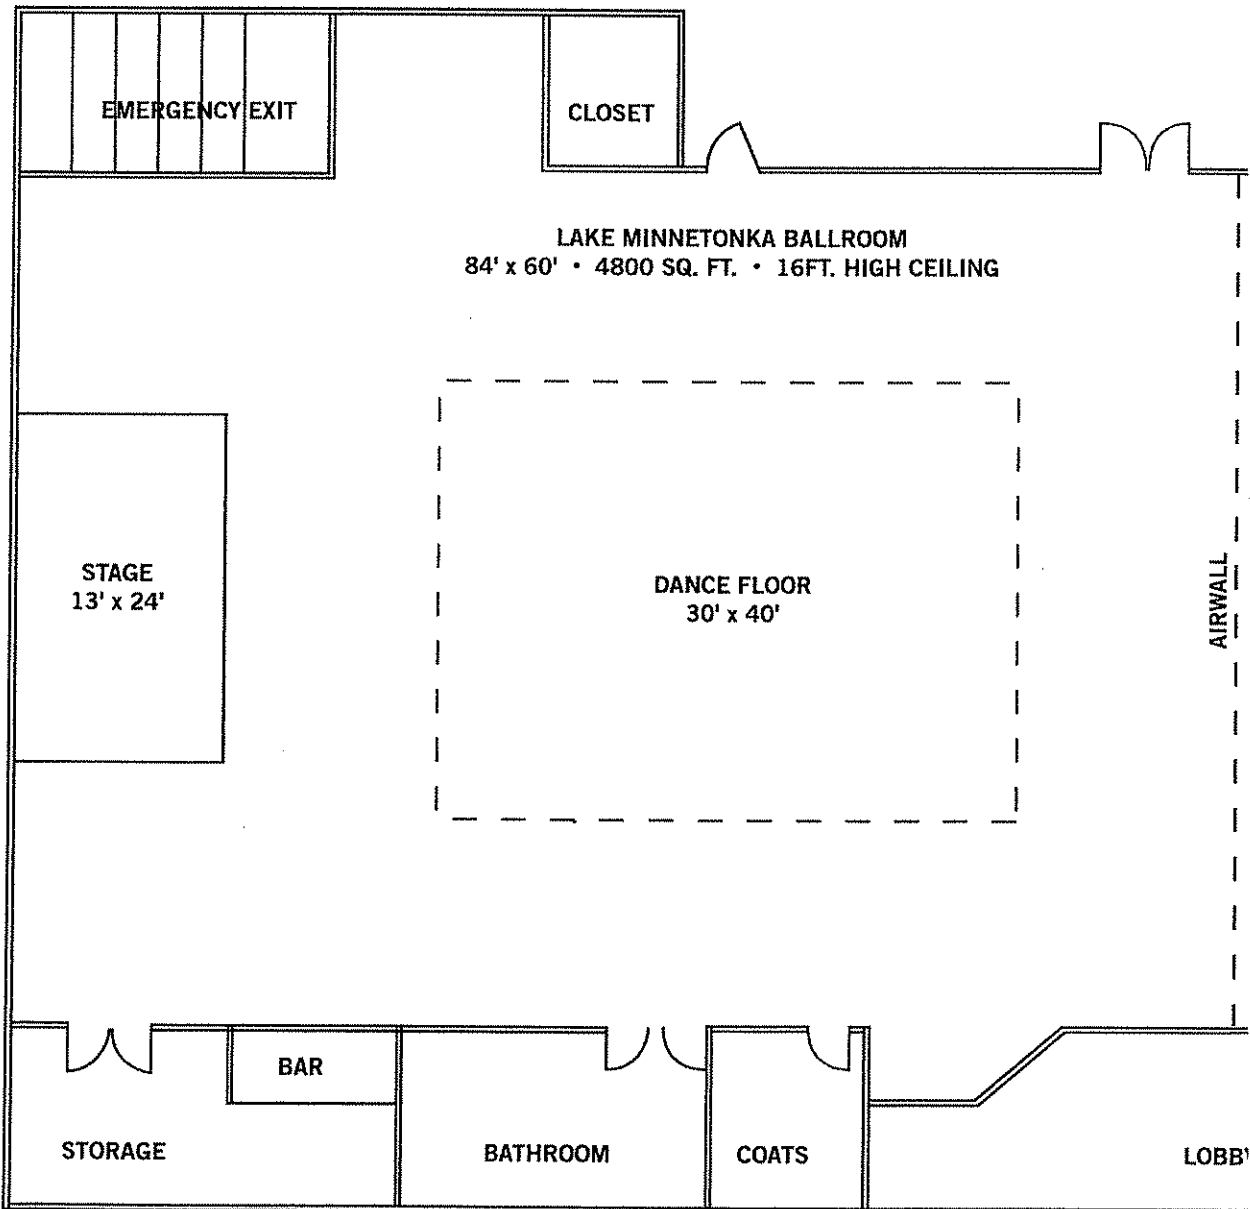 EMERGENCY EXIT
CLOSET
LAKE MINNETONKA BALLROOM
84' x 60' • 4800 SQ. FT. • 16FT. HIGH CEILING
STAGE
13' x 24'
DANCE FLOOR
30' x 40'
AIRWALL
BAR
STORAGE
BATHROOM
COATS
LOBBY